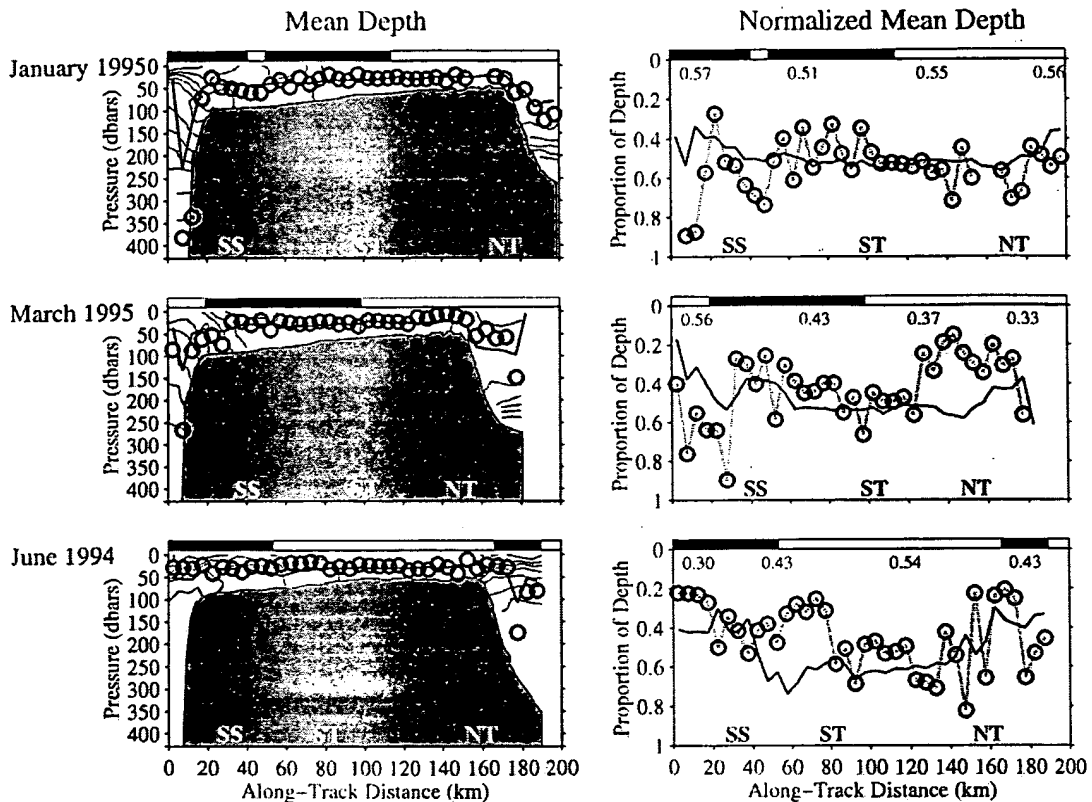 Mean Depth
Normalized Mean Depth
January 1995
Pressure (dbars)
0
50
100
150
200
250
300
350
400
SS
ST
NT
Proportion of Depth
0
0.2
0.4
0.6
0.8
1
0.57
0.51
0.55
0.56
SS
ST
NT
March 1995
Pressure (dbars)
0
50
100
150
200
250
300
350
400
SS
ST
NT
Proportion of Depth
0
0.2
0.4
0.6
0.8
1
0.56
0.43
0.37
0.33
SS
ST
NT
June 1994
Pressure (dbars)
0
50
100
150
200
250
300
350
400
SS
ST
NT
0 20 40 60 80 100 120 140 160 180 200
Along-Track Distance (km)
Proportion of Depth
0
0.2
0.4
0.6
0.8
1
0.30
0.43
0.54
0.43
SS
ST
NT
0 20 40 60 80 100 120 140 160 180 200
Along-Track Distance (km)